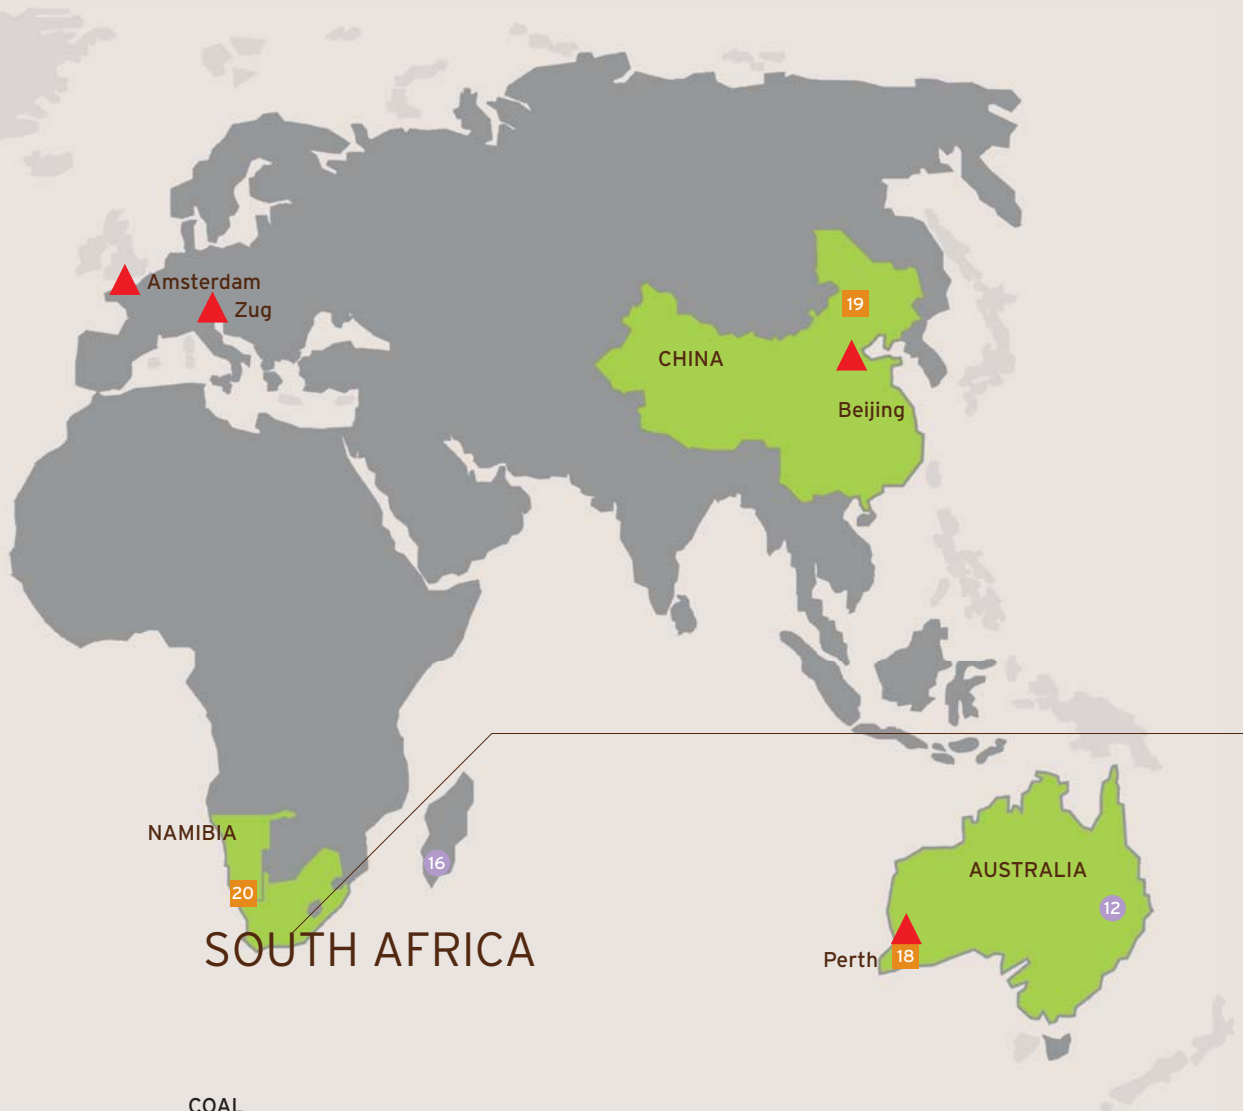 Amsterdam
Zug
19
CHINA
Beijing
NAMIBIA
16
20
AUSTRALIA
12
SOUTH AFRICA
Perth
18
COAL